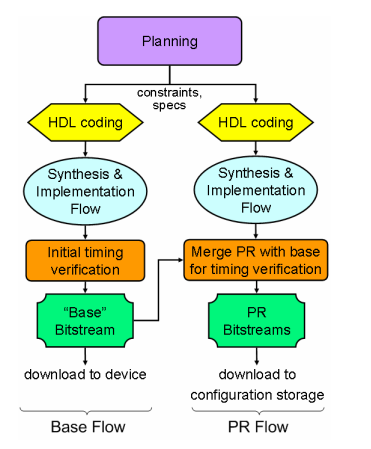 Planning
constraints,
specs
HDL coding
HDL coding
Synthesis &
Implementation
Flow
Synthesis &
Implementation
Flow
Initial timing
verification
Merge PR with base
for timing verification
“Base”
Bitstream
PR
Bitstreams
download to device
download to
configuration storage
Base Flow
PR Flow